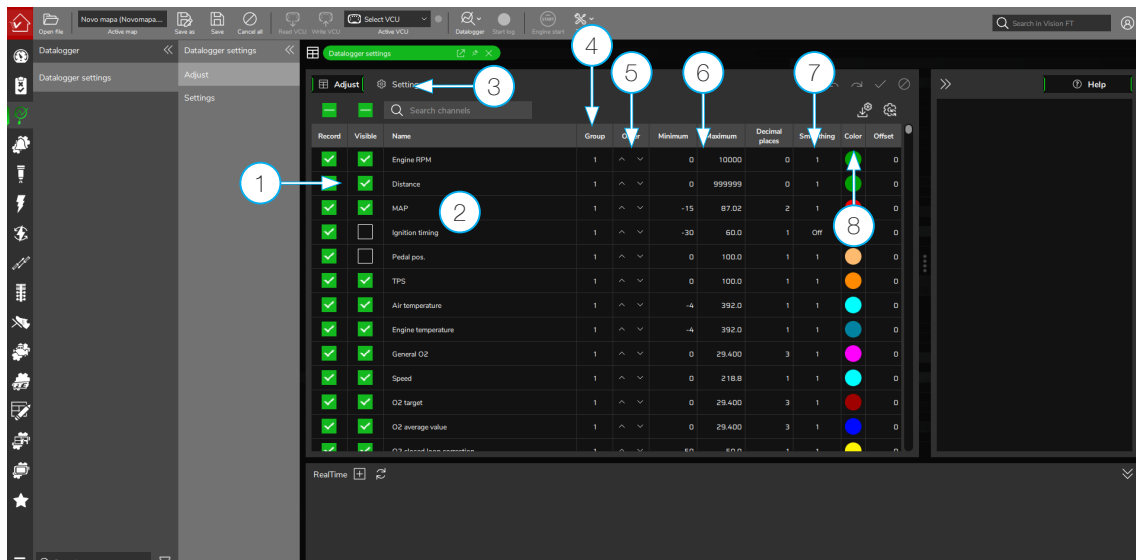 Open file
Novo mapa (Novomapa...
Active map
Save as
Save
Cancel all
Read VCU
Write VCU
Select VCU
Active VCU
Datalogger
Start log
Engine start
Search in Vision FT
Datalogger
Datalogger settings
Datalogger settings
Adjust
Settings
Datalogger settings
Adjust
Search channels
Help
Record Visible Name Group Minimum Maximum Decimal places Smoothing Color Offset
Engine RPM 1 0 10000 0 1 0
Distance 1 0 999999 0 1 0
MAP 1 -15 87.02 2 1 0
Ignition timing 1 -30 60.0 1 Off 0
Pedal pos. 1 0 100.0 1 1 0
TPS 1 0 100.0 1 1 0
Air temperature 1 -4 392.0 1 1 0
Engine temperature 1 -4 392.0 1 1 0
General O2 1 0 29.400 3 1 0
Speed 1 0 218.8 1 1 0
O2 target 1 0 29.400 3 1 0
O2 average value 1 0 29.400 3 1 0
O2 closed loop correction
1
2
3
4
5
6
7
8
RealTime